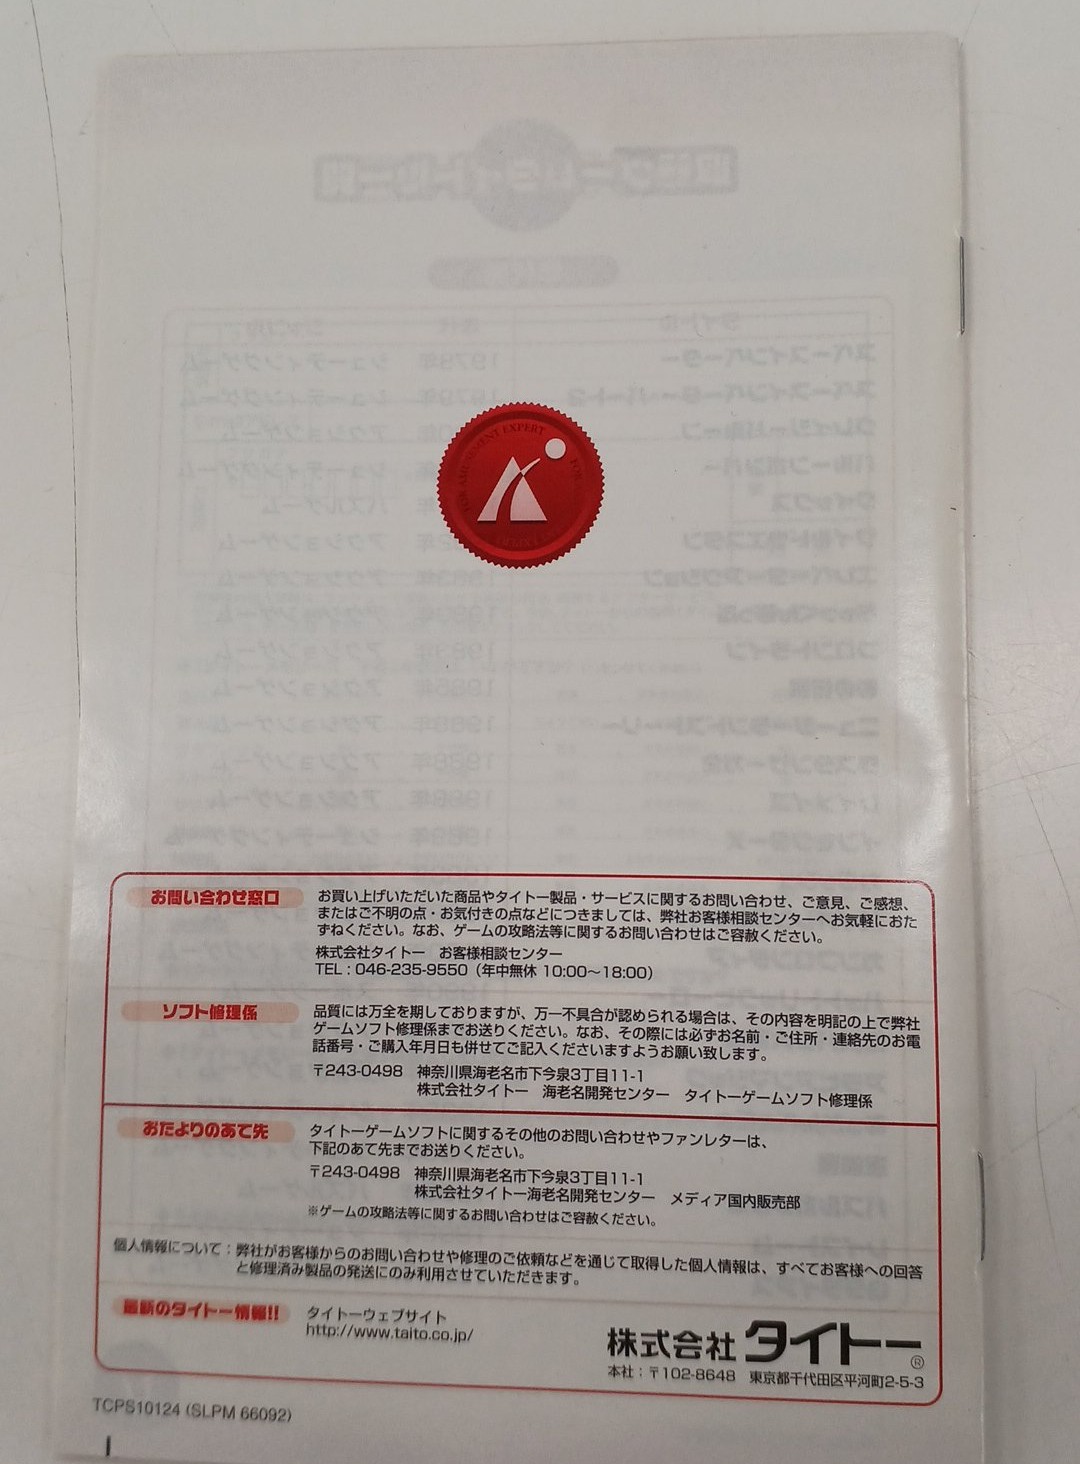 FOR AMUSEMENT EXPERT
お問い合わせ窓口
お買い上げいただいた商品やタイトー製品・サービスに関するお問い合わせ、ご意見、ご感想、
またはご不明の点・お気付きの点などにつきましては、弊社お客様相談センターへお気軽におた
ずねください。なお、ゲームの攻略法等に関するお問い合わせはご容赦ください。
株式会社タイトー　お客様相談センター
TEL：046-235-9550（年中無休 10:00〜18:00）
ソフト修理係
品質には万全を期しておりますが、万一不具合が認められる場合は、その内容を明記の上で弊社
ゲームソフト修理係までお送りください。なお、その際には必ずお名前・ご住所・連絡先のお電
話番号・ご購入年月日も併せてご記入くださいますようお願い致します。
〒243-0498　神奈川県海老名市下今泉3丁目11-1
株式会社タイトー　海老名開発センター　タイトーゲームソフト修理係
おたよりのあて先
タイトーゲームソフトに関するその他のお問い合わせやファンレターは、
下記のあて先までお送りください。
〒243-0498　神奈川県海老名市下今泉3丁目11-1
株式会社タイトー海老名開発センター　メディア国内販売部
※ゲームの攻略法等に関するお問い合わせはご容赦ください。
個人情報について：弊社がお客様からのお問い合わせや修理のご依頼などを通じて取得した個人情報は、すべてお客様への回答
と修理済み製品の発送にのみ利用させていただきます。
最新のタイトー情報!!
タイトーウェブサイト
http://www.taito.co.jp/
株式会社タイトー®
本社：〒102-8648　東京都千代田区平河町2-5-3
TCPS10124 (SLPM 66092)